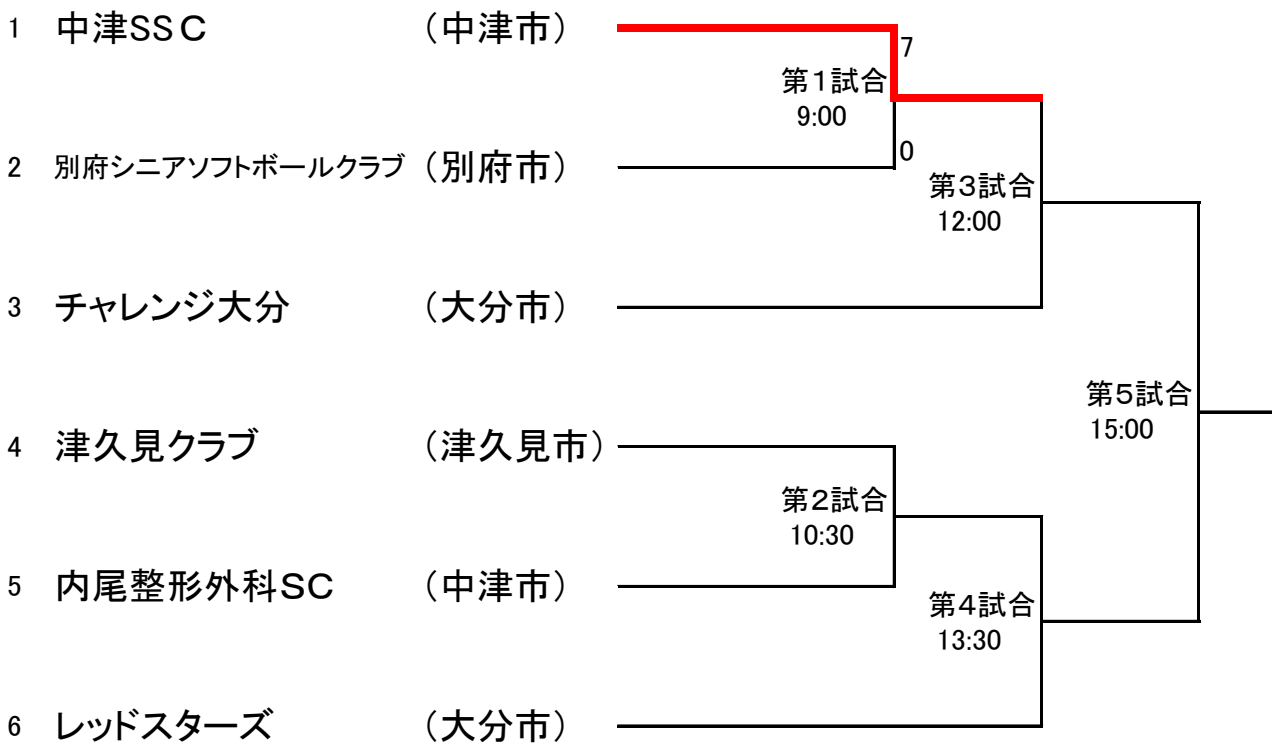 1 中津SSC （中津市）
7
第1試合
9:00
0
2 別府シニアソフトボールクラブ （別府市）
第3試合
12:00
3 チャレンジ大分 （大分市）
第5試合
15:00
4 津久見クラブ （津久見市）
第2試合
10:30
5 内尾整形外科SC （中津市）
第4試合
13:30
6 レッドスターズ （大分市）